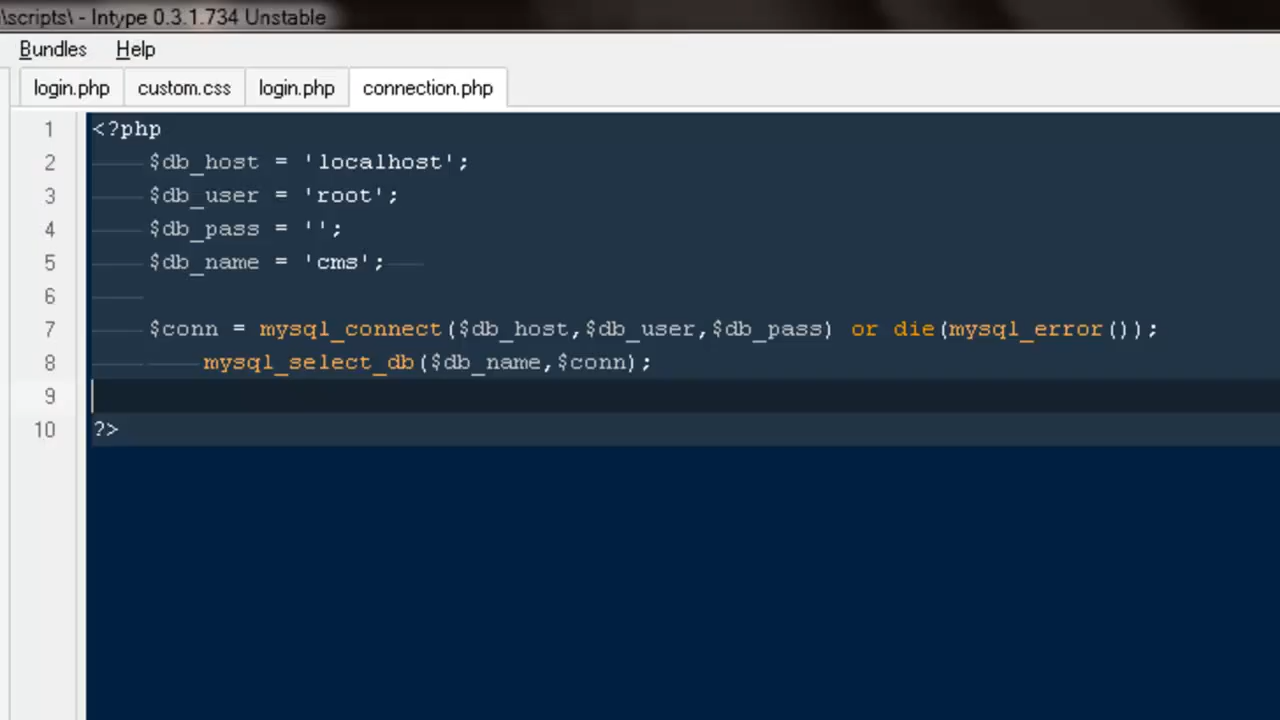 \scripts\ - Intype 0.3.1.734 Unstable
Bundles Help
login.php custom.css login.php connection.php
1 <?php
2 $db_host = 'localhost';
3 $db_user = 'root';
4 $db_pass = '';
5 $db_name = 'cms';
6
7 $conn = mysql_connect($db_host,$db_user,$db_pass) or die(mysql_error());
8 mysql_select_db($db_name,$conn);
9
10 ?>